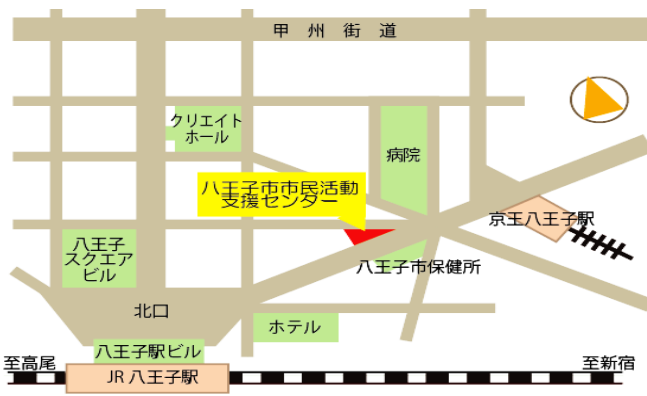 甲州街道
クリエイト
ホール
病院
八王子市市民活動
支援センター
京王八王子駅
八王子
スクエア
ビル
八王子市保健所
北口
ホテル
八王子駅ビル
至高尾
至新宿
JR八王子駅